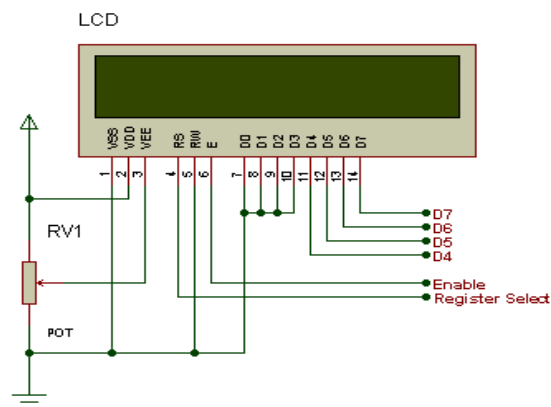 LCD
VSS VDD VEE RS RW E D0 D1 D2 D3 D4 D5 D6 D7
1 2 3 4 5 6 7 8 9 10 11 12 13 14
D7
D6
RV1
D5
D4
Enable
Register Select
POT